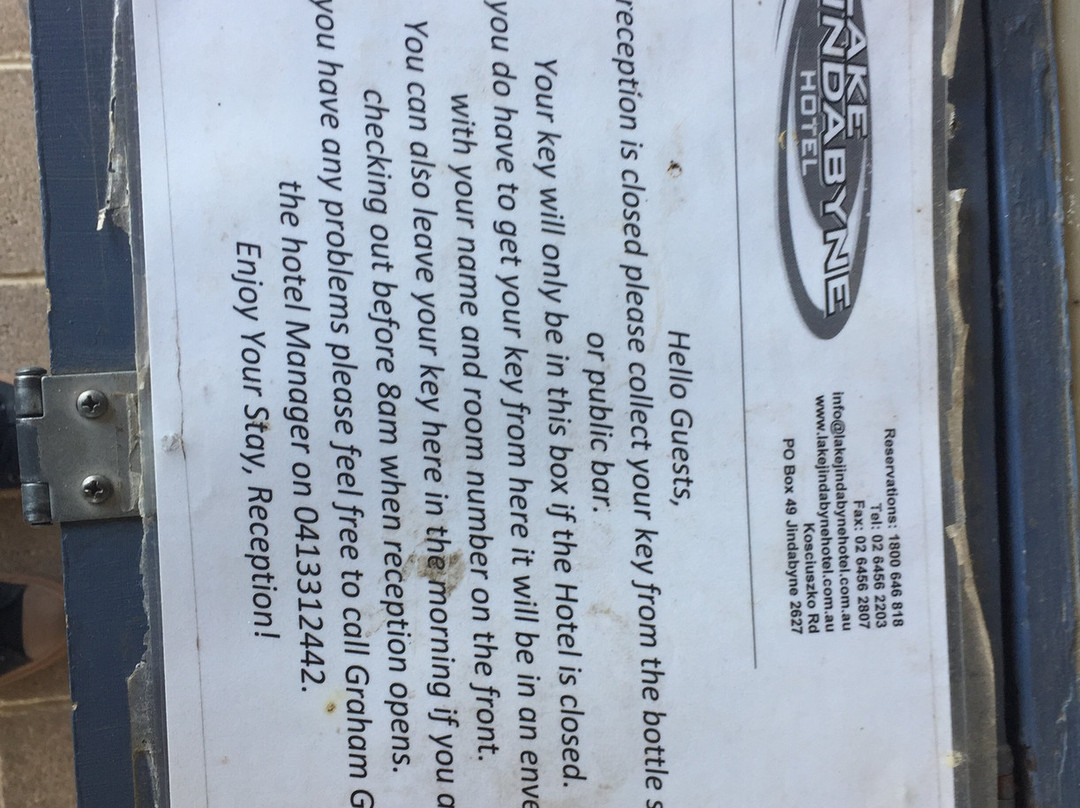 LAKE
JINDABYNE
HOTEL
Reservations: 1800 646 818
Tel: 02 6456 2203
Fax: 02 6456 2807
info@lakejindabynehotel.com.au
www.lakejindabynehotel.com.au
Kosciuszko Rd
PO Box 49 Jindabyne 2627
Hello Guests,
reception is closed please collect your key from the bottle
or public bar.
Your key will only be in this box if the Hotel is closed.
you do have to get your key from here it will be in an
with your name and room number on the front.
You can also leave your key here in the morning if you
checking out before 8am when reception opens.
you have any problems please feel free to call Graham
the hotel Manager on 0413312442.
Enjoy Your Stay, Reception!